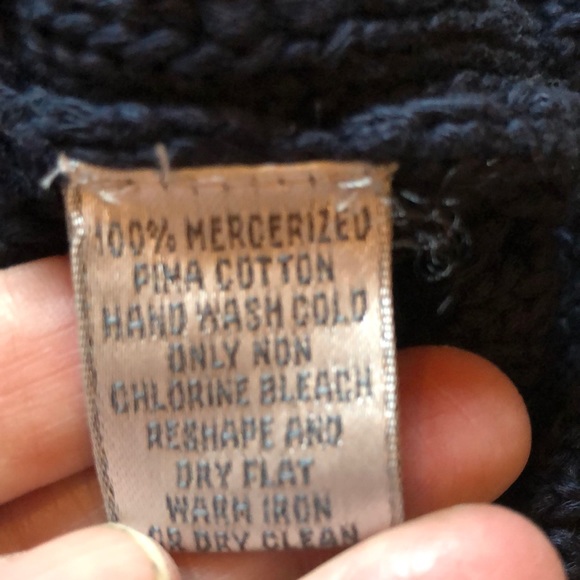 100% MERCERIZED
PIMA COTTON
HAND WASH COLD
ONLY NON
CHLORINE BLEACH
RESHAPE AND
DRY FLAT
WARM IRON
OR DRY CLEAN